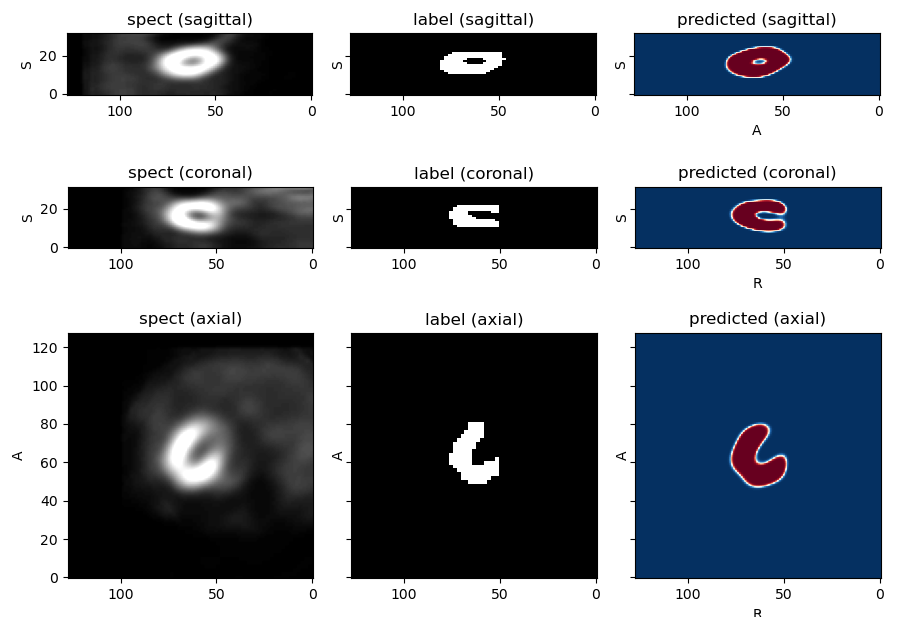 spect (sagittal) label (sagittal) predicted (sagittal)
S 20 0 S S
100 50 0 100 50 0 100 50 0
A
spect (coronal) label (coronal) predicted (coronal)
S 20 0 S S
100 50 0 100 50 0 100 50 0
R
spect (axial) label (axial) predicted (axial)
120
100
80
A 60 A A
40
20
0
100 50 0 100 50 0 100 50 0
R